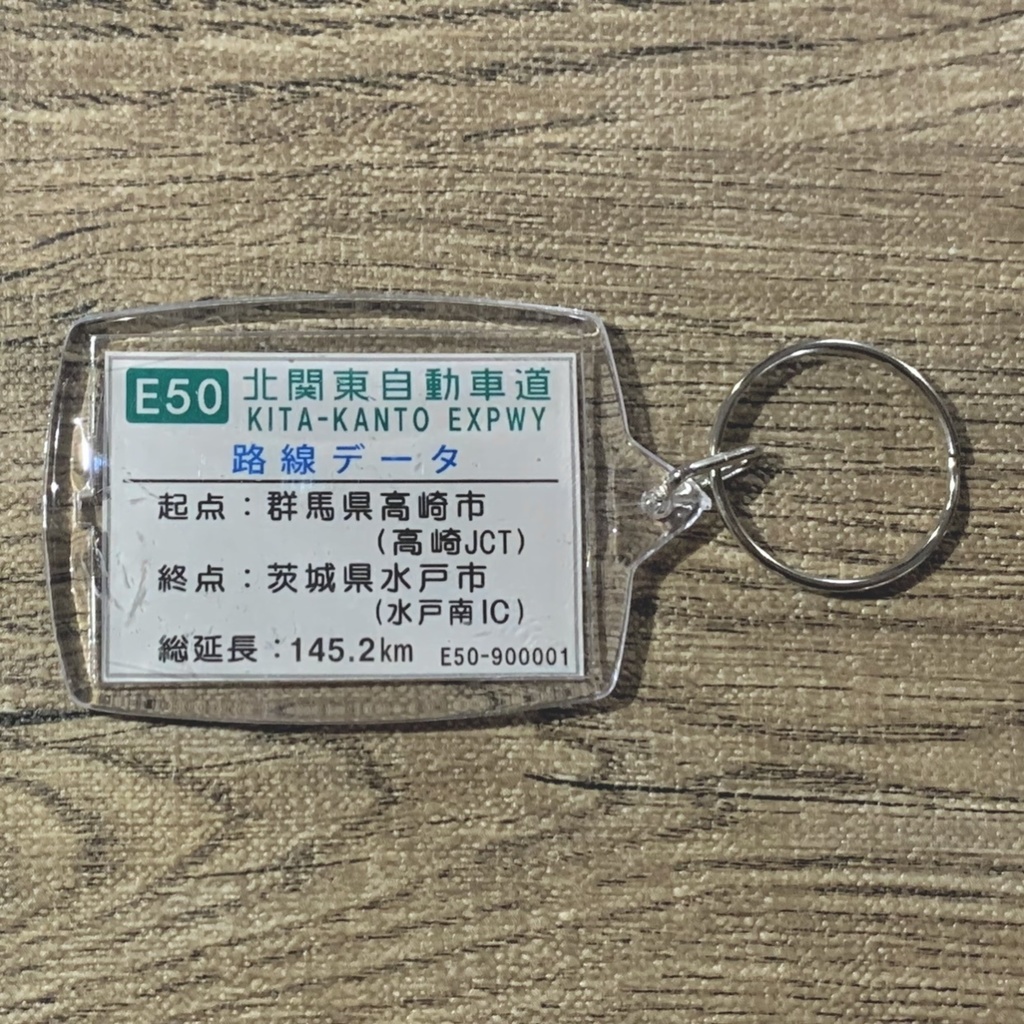 E50 北関東自動車道
KITA-KANTO EXPWY
路線データ
起点：群馬県高崎市
(高崎JCT)
終点：茨城県水戸市
(水戸南IC)
総延長：145.2km E50-900001